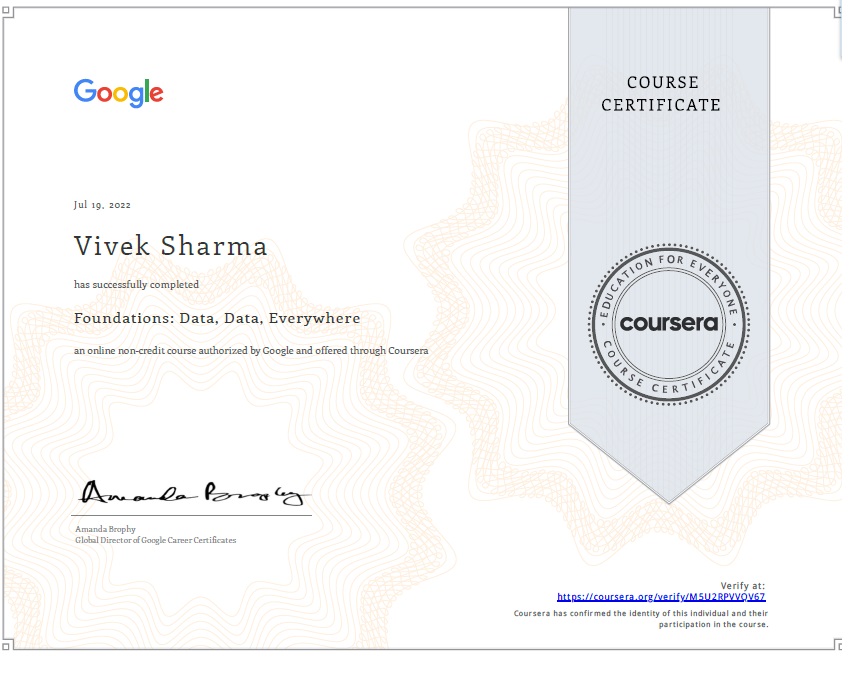 Google
COURSE
CERTIFICATE
Jul 19, 2022
Vivek Sharma
has successfully completed
Foundations: Data, Data, Everywhere
an online non-credit course authorized by Google and offered through Coursera
EDUCATION FOR EVERYONE
coursera
COURSE CERTIFICATE
Amanda Brophy
Amanda Brophy
Global Director of Google Career Certificates
Verify at:
https://coursera.org/verify/M5U2RPVVQV67
Coursera has confirmed the identity of this individual and their
participation in the course.